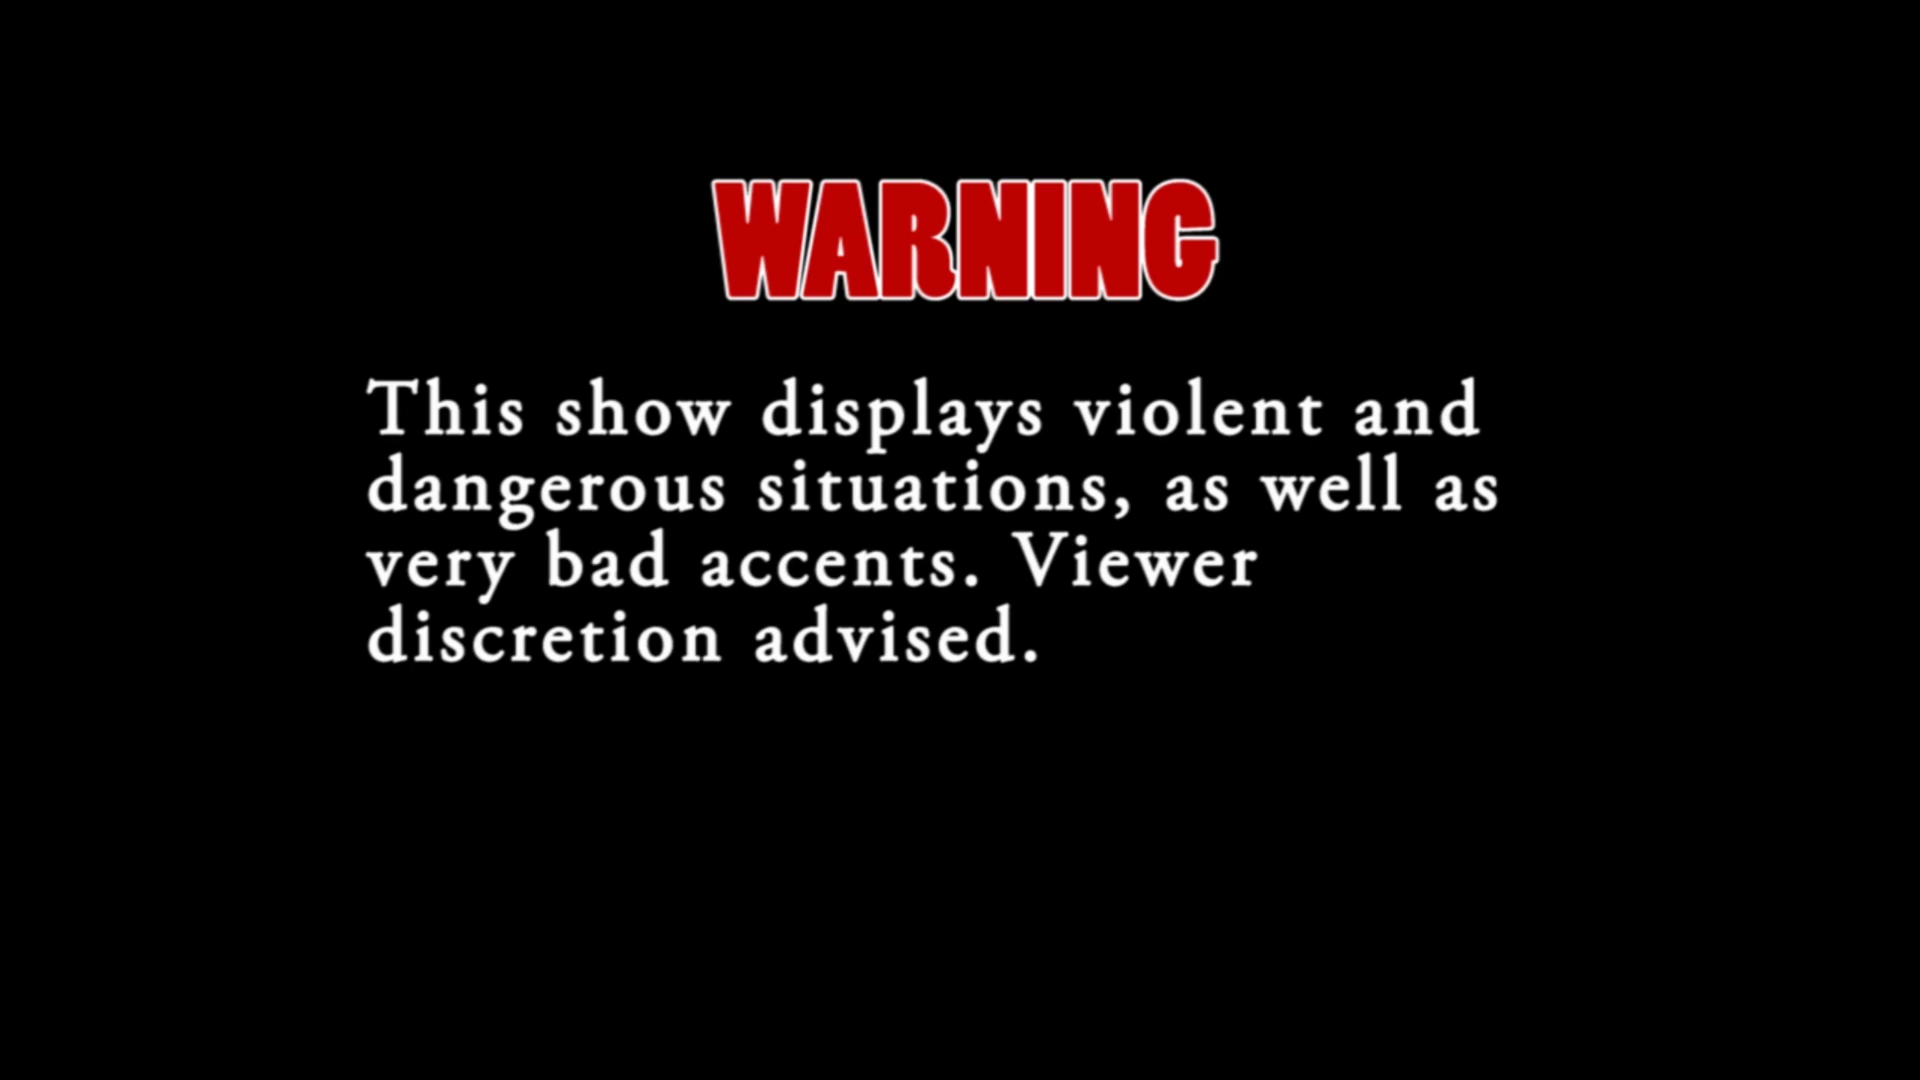 WARNING
This show displays violent and
dangerous situations, as well as
very bad accents. Viewer
discretion advised.